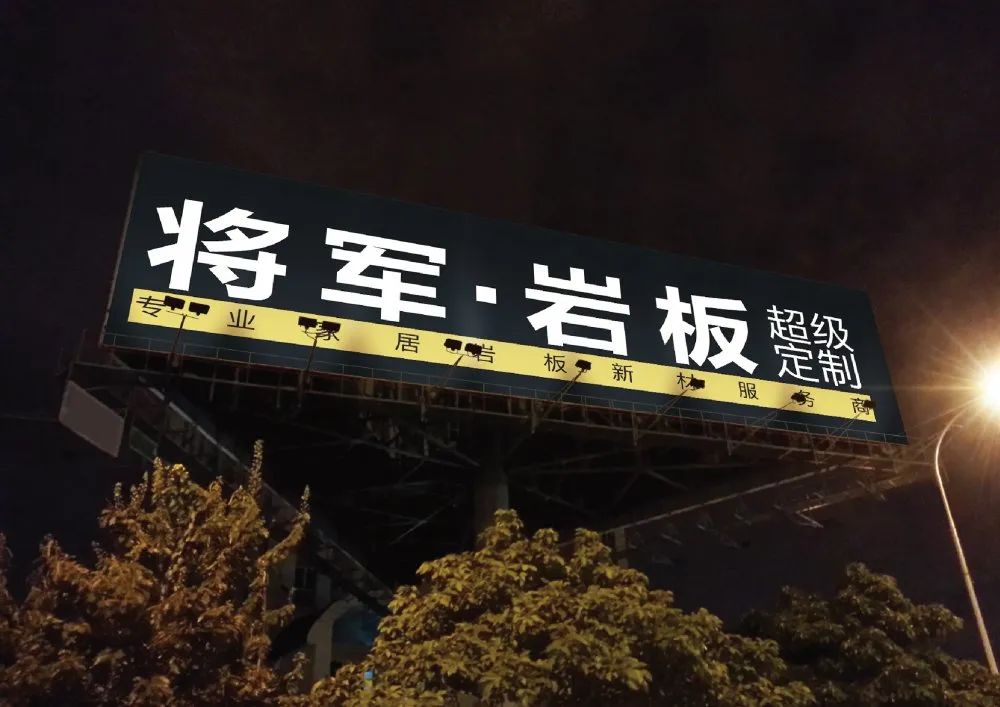 将军·岩板
超级
定制
专业家居岩板新材服务商